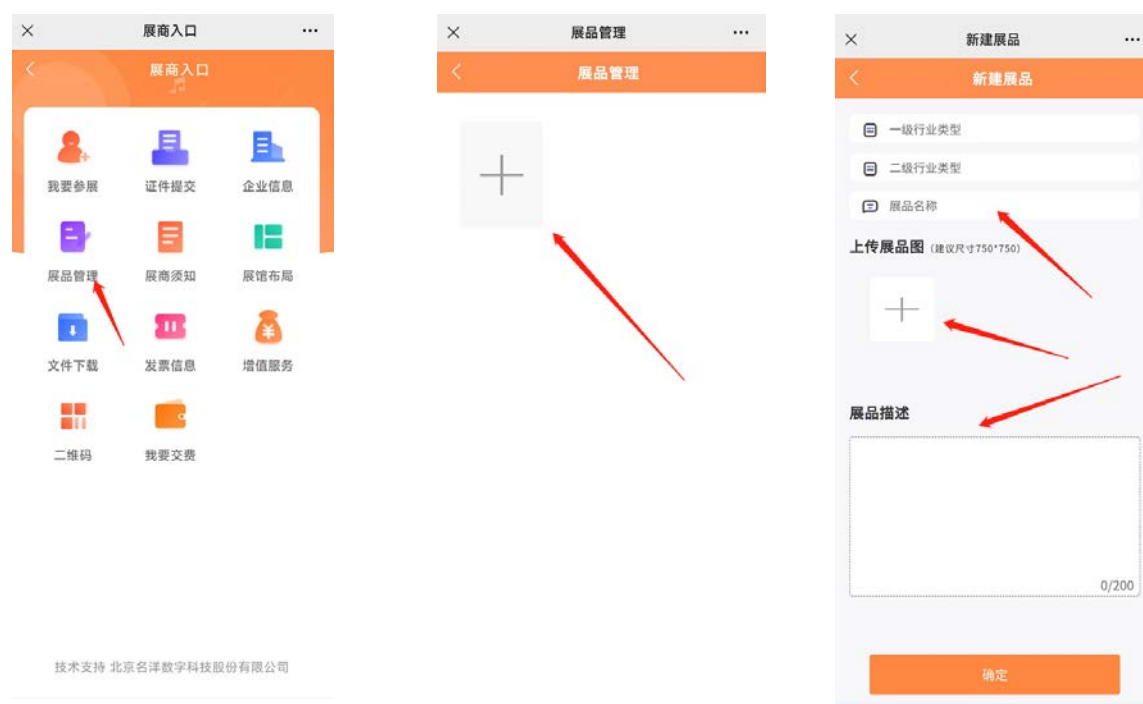 展商入口
展商入口
我要参展 证件提交 企业信息
展品管理 展商须知 展馆布局
文件下载 发票信息 增值服务
二维码 我要交费
技术支持 北京名洋数字科技股份有限公司
展品管理
展品管理
新建展品
新建展品
一级行业类型
二级行业类型
展品名称
上传展品图 (建议尺寸750*750)
展品描述
0/200
确定